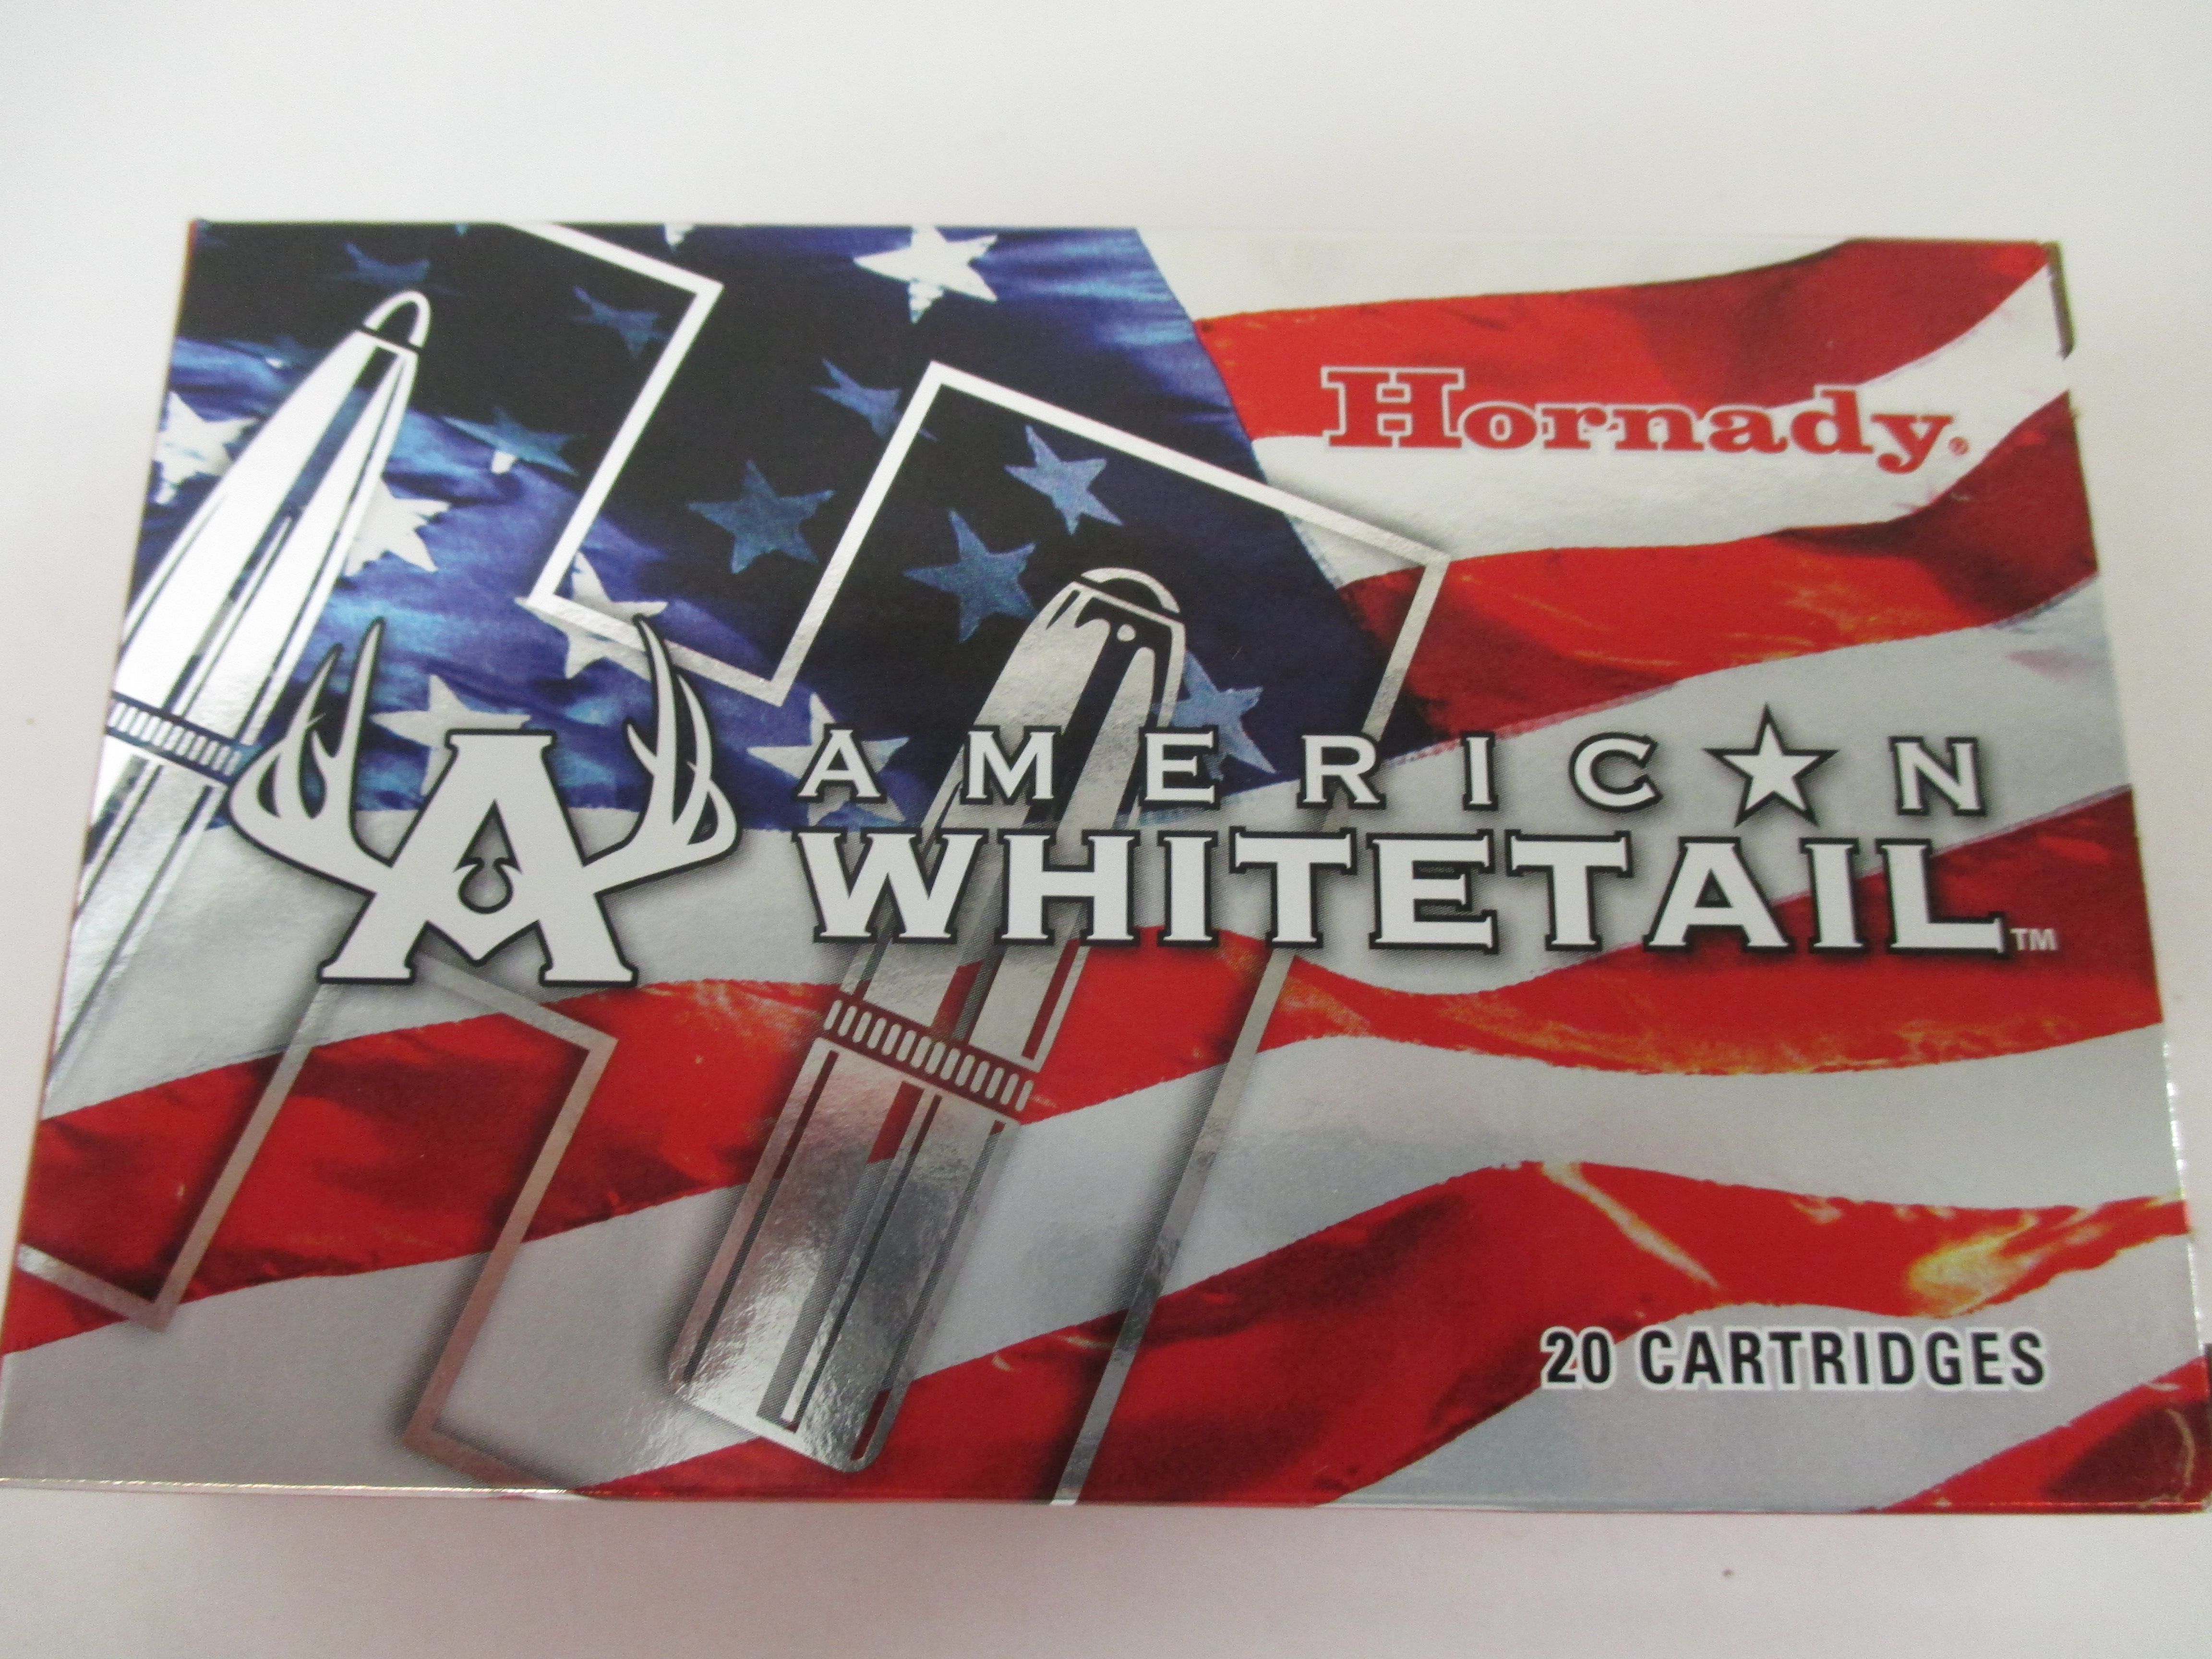 Hornady®
A
AMERIC★N
WHITETAIL™
20 CARTRIDGES